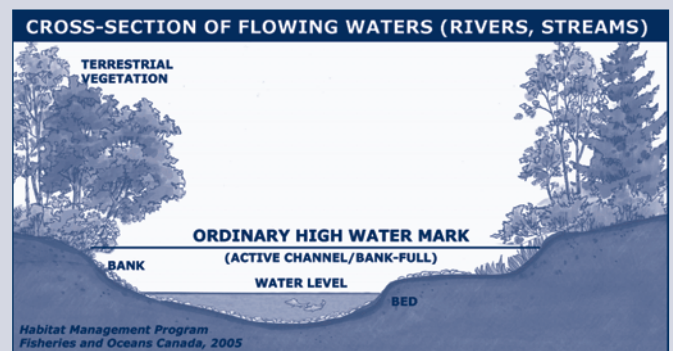 CROSS-SECTION OF FLOWING WATERS (RIVERS, STREAMS)
TERRESTRIAL
VEGETATION
ORDINARY HIGH WATER MARK
(ACTIVE CHANNEL/BANK-FULL)
BANK
WATER LEVEL
BED
Habitat Management Program
Fisheries and Oceans Canada, 2005